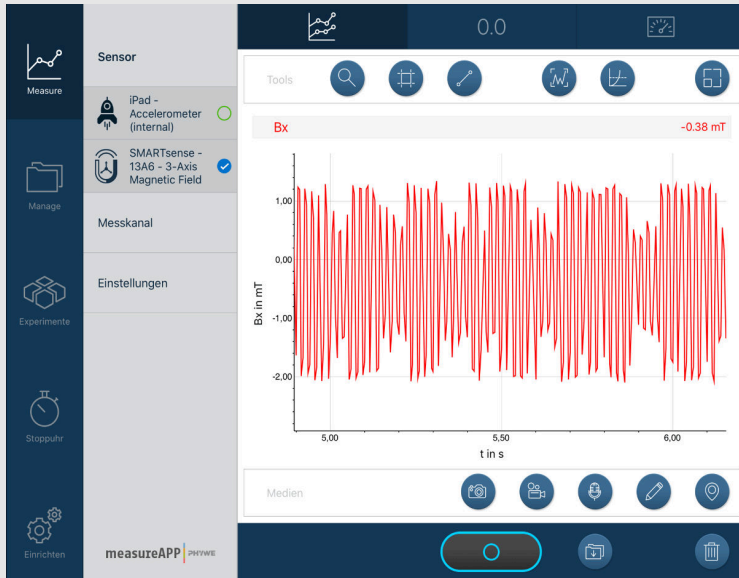 Measure
Manage
Experimente
Stoppuhr
Einrichten
Sensor
iPad -
Accelerometer
(internal)
SMARTsense -
13A6 - 3-Axis
Magnetic Field
Messkanal
Einstellungen
measureAPP PHYWE
0.0
Tools
Bx
-0.38 mT
Bx in mT
1,00
0,00
-1,00
-2,00
5,00
5,50
6,00
t in s
Medien